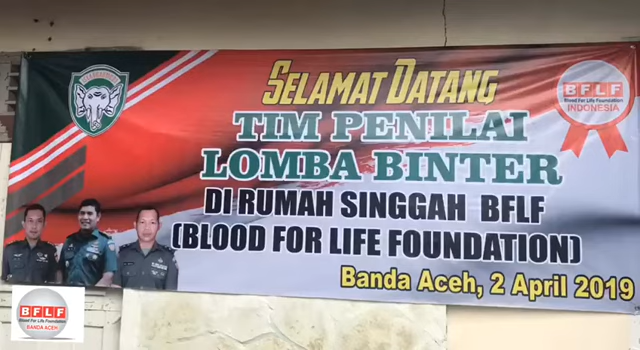 SELAMAT DATANG
TIM PENILAI
LOMBA BINTER
DI RUMAH SINGGAH BFLF
(BLOOD FOR LIFE FOUNDATION)
Banda Aceh, 2 April 2019
BFLF
Blood For Life Foundation
INDONESIA
BFLF
Blood For Life Foundation
BANDA ACEH